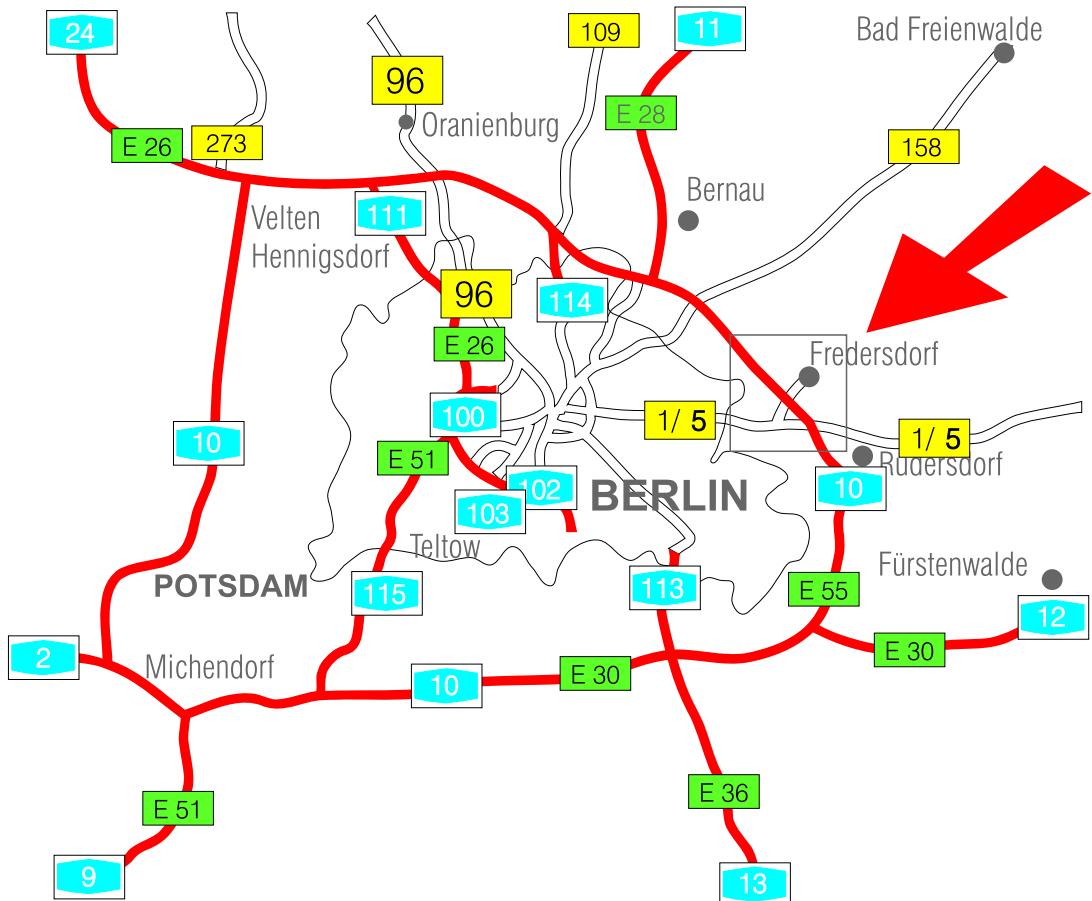 24
11
Bad Freienwalde
109
96
E 28
Oranienburg
E 26
273
158
Bernau
111
Velten
Hennigsdorf
96
114
E 26
Fredersdorf
100
1/ 5
1/ 5
10
E 51
Rüdersdorf
102
10
BERLIN
103
Teltow
Fürstenwalde
POTSDAM
115
113
E 55
12
2
Michendorf
E 30
10
E 30
E 36
E 51
9
13